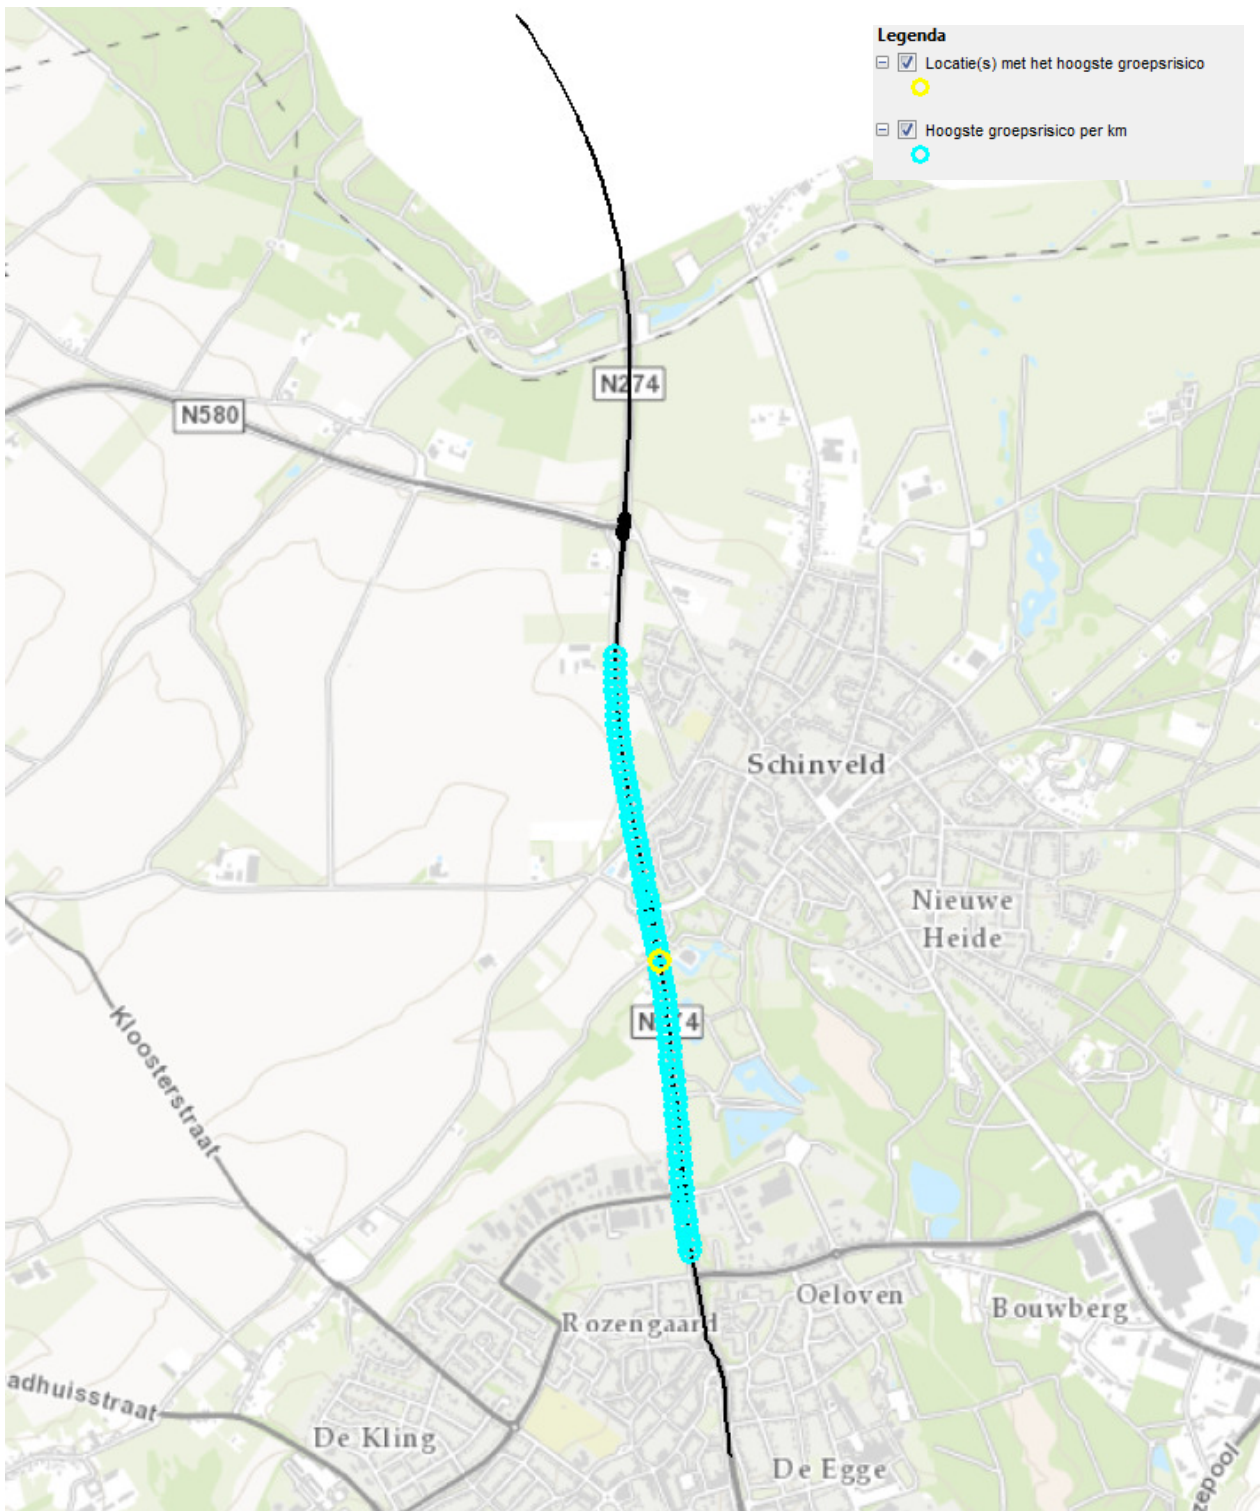 Legenda
Locatie(s) met het hoogste groepsrisico
Hoogste groepsrisico per km
N274
N580
Schinveld
Nieuwe
Heide
Kloosterstraat
Oeloven
Bouwberg
Rozengaard
adhuisstraat
De Kling
De Egge
zepool